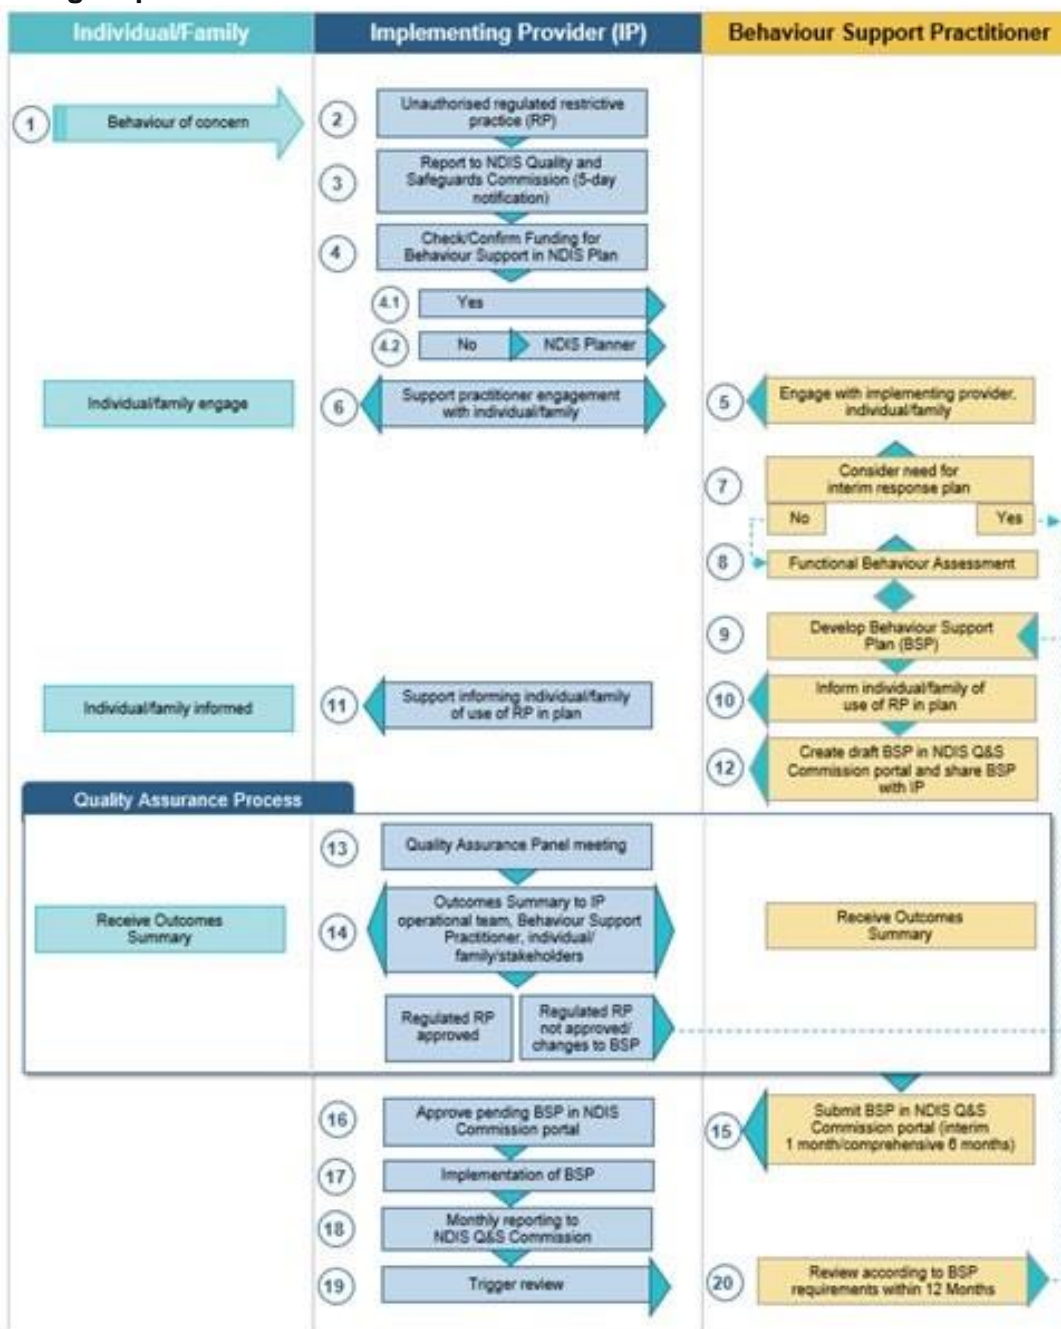 Individual/Family
Implementing Provider (IP)
Behaviour Support Practitioner
1
Behaviour of concern
2
Unauthorised regulated restrictive
practice (RP)
3
Report to NDIS Quality and
Safeguards Commission (5-day
notification)
4
Check/Confirm Funding for
Behaviour Support in NDIS Plan
4.1
Yes
4.2
No
NDIS Planner
Individual/family engage
6
Support practitioner engagement
with individual/family
5
Engage with implementing provider,
individual/family
7
Consider need for
interim response plan
No
Yes
8
Functional Behaviour Assessment
9
Develop Behaviour Support
Plan (BSP)
Individual/family informed
11
Support informing individual/family
of use of RP in plan
10
Inform individual/family of
use of RP in plan
12
Create draft BSP in NDIS Q&S
Commission portal and share BSP
with IP
Quality Assurance Process
13
Quality Assurance Panel meeting
Receive Outcomes
Summary
14
Outcomes Summary to IP
operational team, Behaviour Support
Practitioner, individual/
family/stakeholders
Receive Outcomes
Summary
Regulated RP
approved
Regulated RP
not approved/
changes to BSP
16
Approve pending BSP in NDIS
Commission portal
15
Submit BSP in NDIS Q&S
Commission portal (interim
1 month/comprehensive 6 months)
17
Implementation of BSP
18
Monthly reporting to
NDIS Q&S Commission
19
Trigger review
20
Review according to BSP
requirements within 12 Months